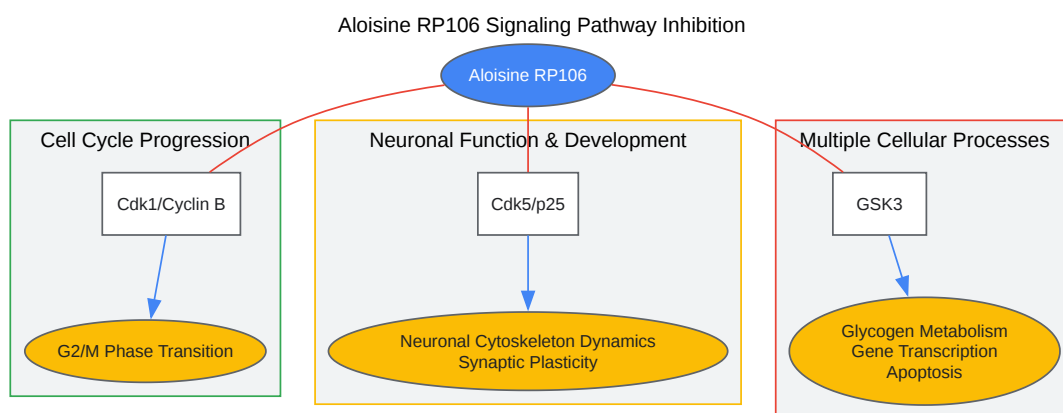 Aloisine RP106 Signaling Pathway Inhibition
Aloisine RP106
Cell Cycle Progression
Neuronal Function & Development
Multiple Cellular Processes
Cdk1/Cyclin B
Cdk5/p25
GSK3
G2/M Phase Transition
Neuronal Cytoskeleton Dynamics
Synaptic Plasticity
Glycogen Metabolism
Gene Transcription
Apoptosis